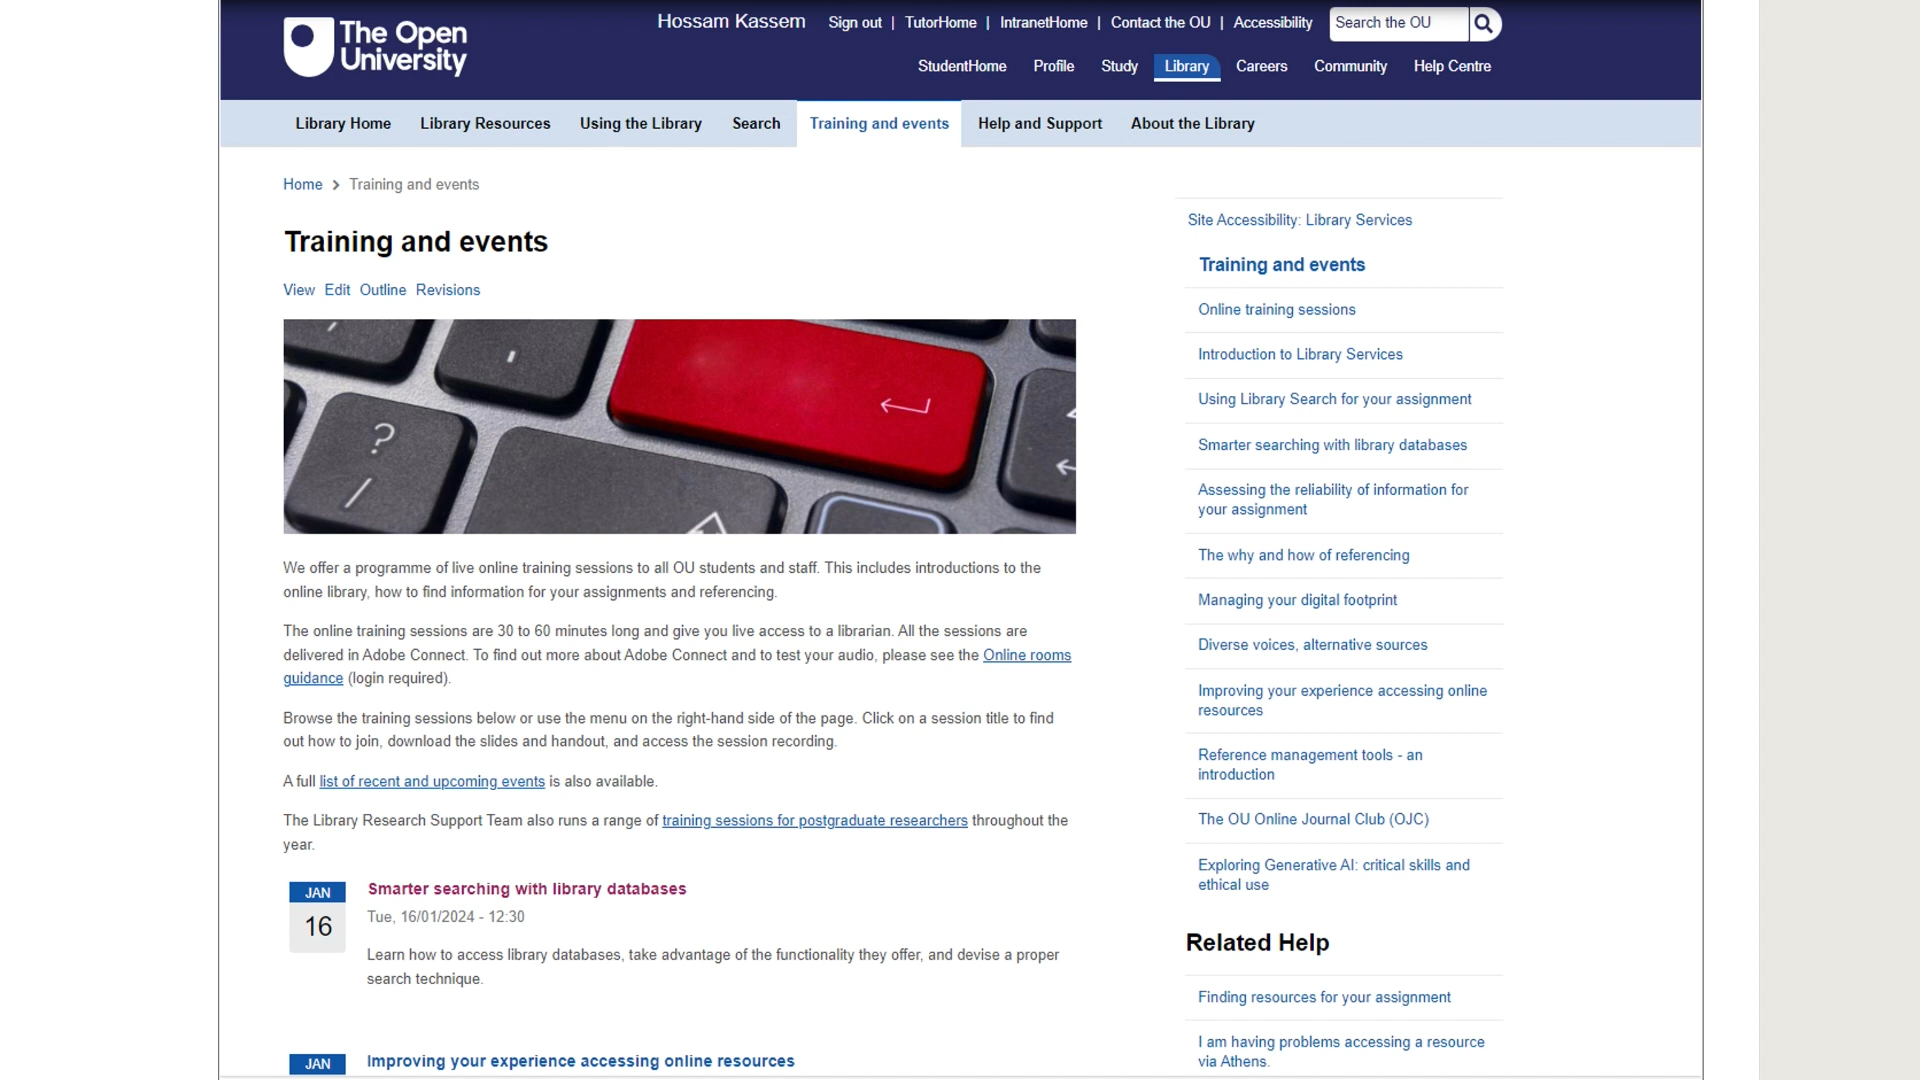 The Open
University
Hossam Kassem
Sign out | TutorHome | IntranetHome | Contact the OU | Accessibility
Search the OU
StudentHome Profile Study Library Careers Community Help Centre
Library Home Library Resources Using the Library Search Training and events Help and Support About the Library
Home > Training and events
Training and events
View Edit Outline Revisions
?
/
We offer a programme of live online training sessions to all OU students and staff. This includes introductions to the
online library, how to find information for your assignments and referencing.
The online training sessions are 30 to 60 minutes long and give you live access to a librarian. All the sessions are
delivered in Adobe Connect. To find out more about Adobe Connect and to test your audio, please see the Online rooms
guidance (login required).
Browse the training sessions below or use the menu on the right-hand side of the page. Click on a session title to find
out how to join, download the slides and handout, and access the session recording.
A full list of recent and upcoming events is also available.
The Library Research Support Team also runs a range of training sessions for postgraduate researchers throughout the
year.
JAN
16
Smarter searching with library databases
Tue, 16/01/2024 - 12:30
Learn how to access library databases, take advantage of the functionality they offer, and devise a proper
search technique.
JAN
Improving your experience accessing online resources
Site Accessibility: Library Services
Training and events
Online training sessions
Introduction to Library Services
Using Library Search for your assignment
Smarter searching with library databases
Assessing the reliability of information for
your assignment
The why and how of referencing
Managing your digital footprint
Diverse voices, alternative sources
Improving your experience accessing online
resources
Reference management tools - an
introduction
The OU Online Journal Club (OJC)
Exploring Generative AI: critical skills and
ethical use
Related Help
Finding resources for your assignment
I am having problems accessing a resource
via Athens.